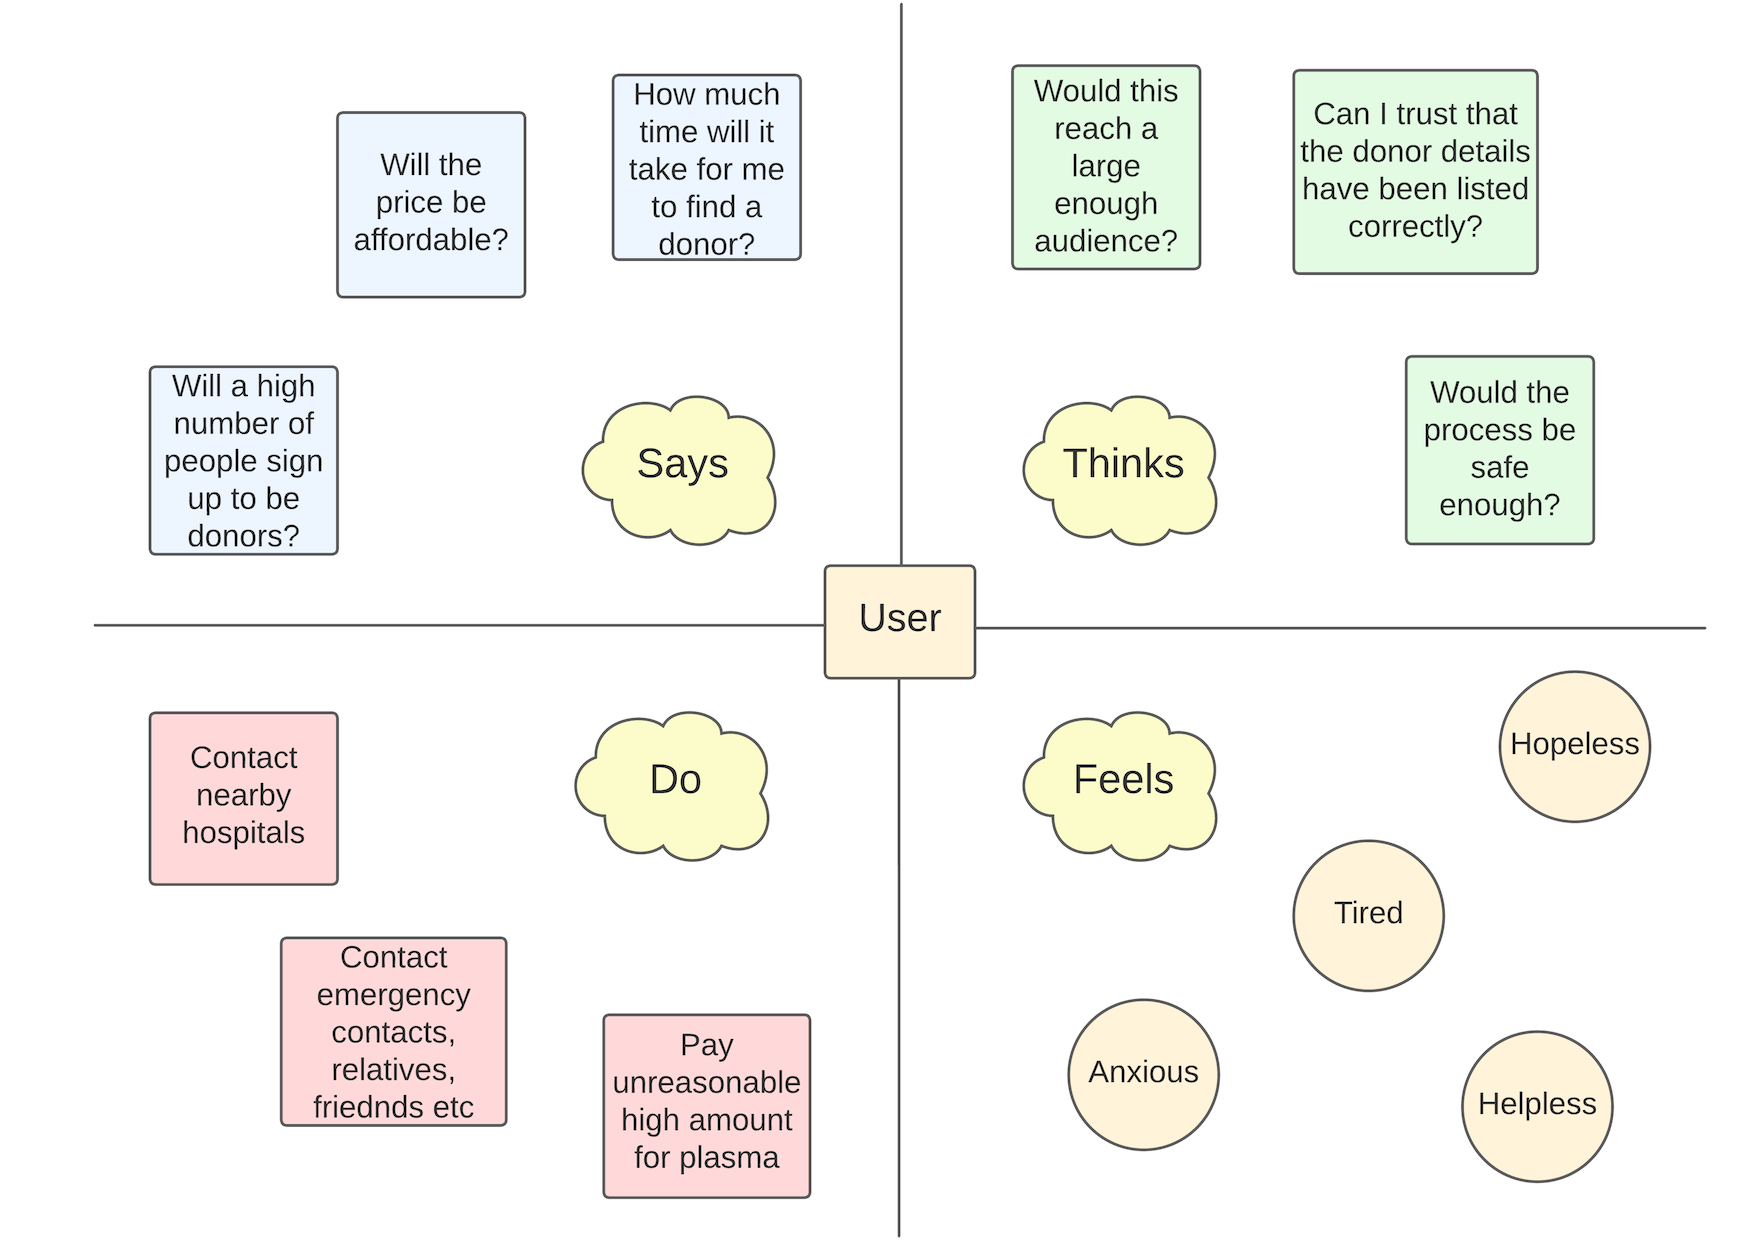 Will the
price be
affordable?
How much
time will it
take for me
to find a
donor?
Will a high
number of
people sign
up to be
donors?
Says
Would this
reach a
large
enough
audience?
Can I trust that
the donor details
have been listed
correctly?
Would the
process be
safe
enough?
Thinks
User
Contact
nearby
hospitals
Do
Contact
emergency
contacts,
relatives,
friednds etc
Pay
unreasonable
high amount
for plasma
Feels
Hopeless
Tired
Anxious
Helpless